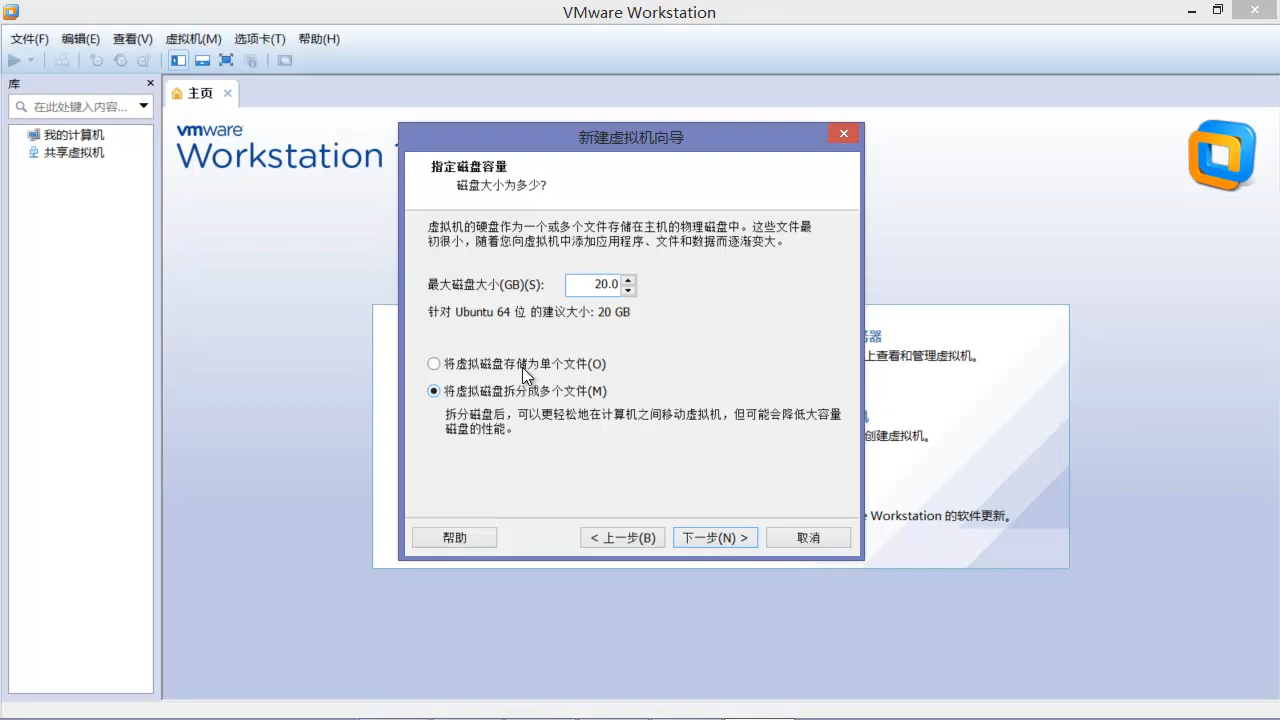 VMware Workstation
文件(F) 编辑(E) 查看(V) 虚拟机(M) 选项卡(T) 帮助(H)
库
在此处键入内容...
我的计算机
共享虚拟机
主页
vmware
Workstation
新建虚拟机向导
指定磁盘容量
磁盘大小为多少?
虚拟机的硬盘作为一个或多个文件存储在主机的物理磁盘中。这些文件最
初很小，随着您向虚拟机中添加应用程序、文件和数据而逐渐变大。
最大磁盘大小(GB)(S): 20.0
针对 Ubuntu 64 位 的建议大小: 20 GB
将虚拟磁盘存储为单个文件(O)
将虚拟磁盘拆分成多个文件(M)
拆分磁盘后，可以更轻松地在计算机之间移动虚拟机，但可能会降低大容量
磁盘的性能。
帮助 < 上一步(B) 下一步(N) > 取消
上查看和管理虚拟机。
创建虚拟机。
Workstation 的软件更新。